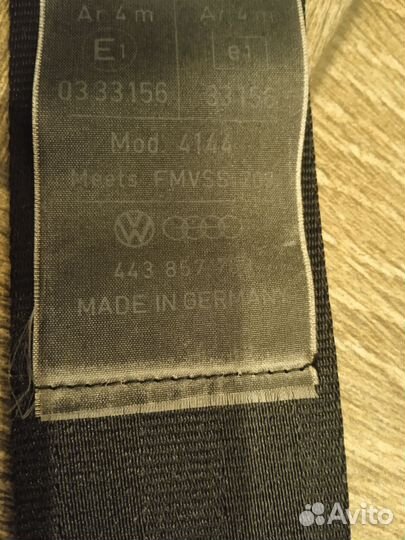 Ar 4m Ar 4m
E1 e1
03 33156 33156
Mod. 4144
Meets FMVSS
443 857
MADE IN GERMANY
Avito